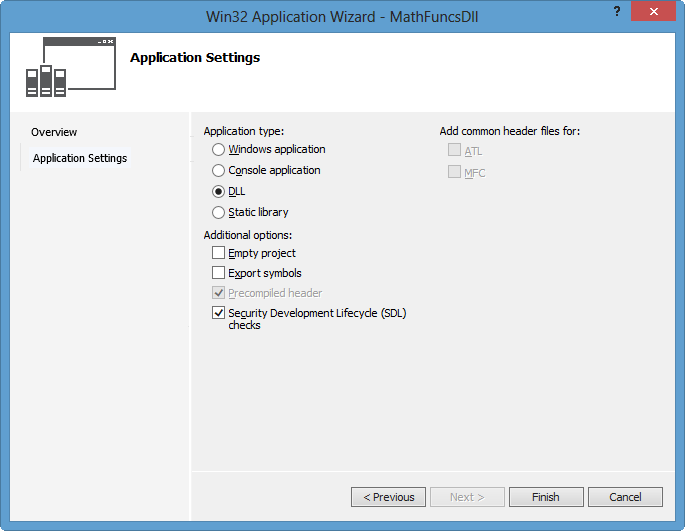 Win32 Application Wizard - MathFuncsDll
?
Application Settings
Overview
Application Settings
Application type:
Windows application
Console application
DLL
Static library
Additional options:
Empty project
Export symbols
Precompiled header
Security Development Lifecycle (SDL)
checks
Add common header files for:
ATL
MFC
< Previous
Next >
Finish
Cancel